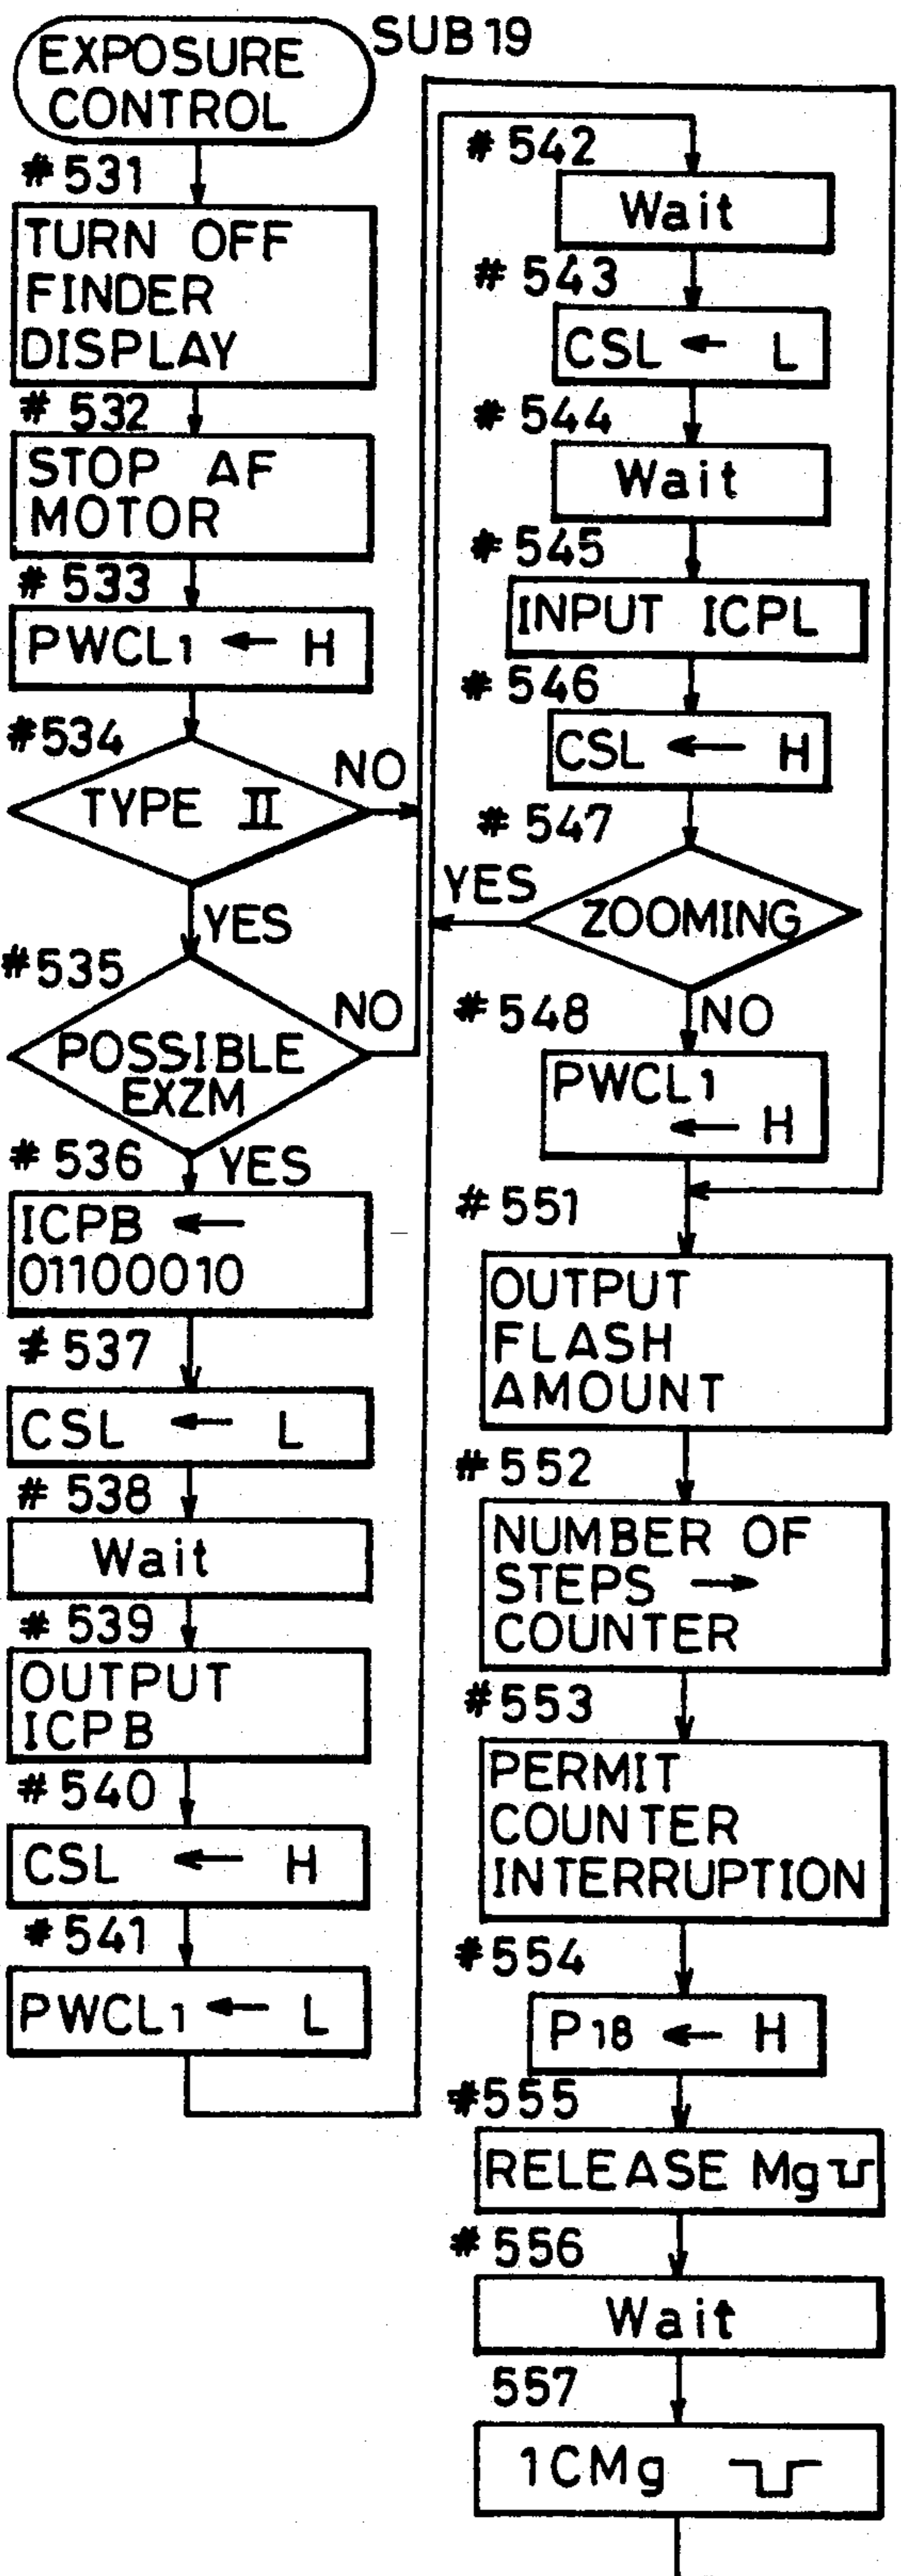 EXPOSURE
CONTROL
SUB19
#531
TURN OFF
FINDER
DISPLAY
#532
STOP AF
MOTOR
#533
PWCL1 ← H
#534
TYPE II
NO
YES
#535
POSSIBLE
EXZM
NO
YES
#536
ICPB ←
01100010
#537
CSL ← L
#538
Wait
#539
OUTPUT
ICPB
#540
CSL ← H
#541
PWCL1 ← L
#542
Wait
#543
CSL ← L
#544
Wait
#545
INPUT ICPL
#546
CSL ← H
#547
ZOOMING
YES
NO
#548
PWCL1
← H
#551
OUTPUT
FLASH
AMOUNT
#552
NUMBER OF
STEPS →
COUNTER
#553
PERMIT
COUNTER
INTERRUPTION
#554
P18 ← H
#555
RELEASE Mg
#556
Wait
557
1CMg